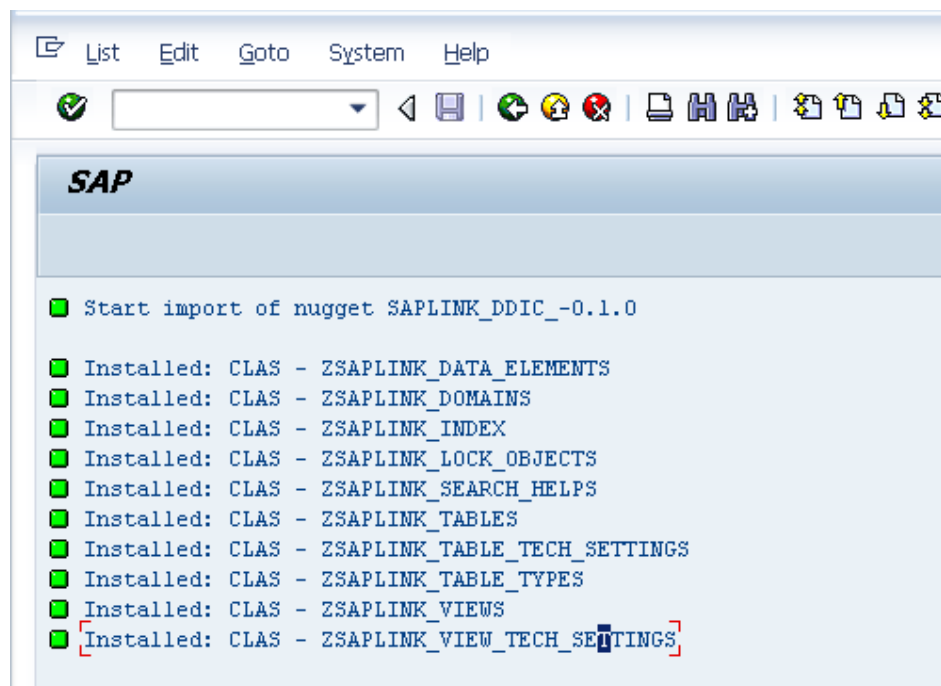 List Edit Goto System Help
SAP
Start import of nugget SAPLINK_DDIC_-0.1.0
Installed: CLAS - ZSAPLINK_DATA_ELEMENTS
Installed: CLAS - ZSAPLINK_DOMAINS
Installed: CLAS - ZSAPLINK_INDEX
Installed: CLAS - ZSAPLINK_LOCK_OBJECTS
Installed: CLAS - ZSAPLINK_SEARCH_HELPS
Installed: CLAS - ZSAPLINK_TABLES
Installed: CLAS - ZSAPLINK_TABLE_TECH_SETTINGS
Installed: CLAS - ZSAPLINK_TABLE_TYPES
Installed: CLAS - ZSAPLINK_VIEWS
Installed: CLAS - ZSAPLINK_VIEW_TECH_SETTINGS